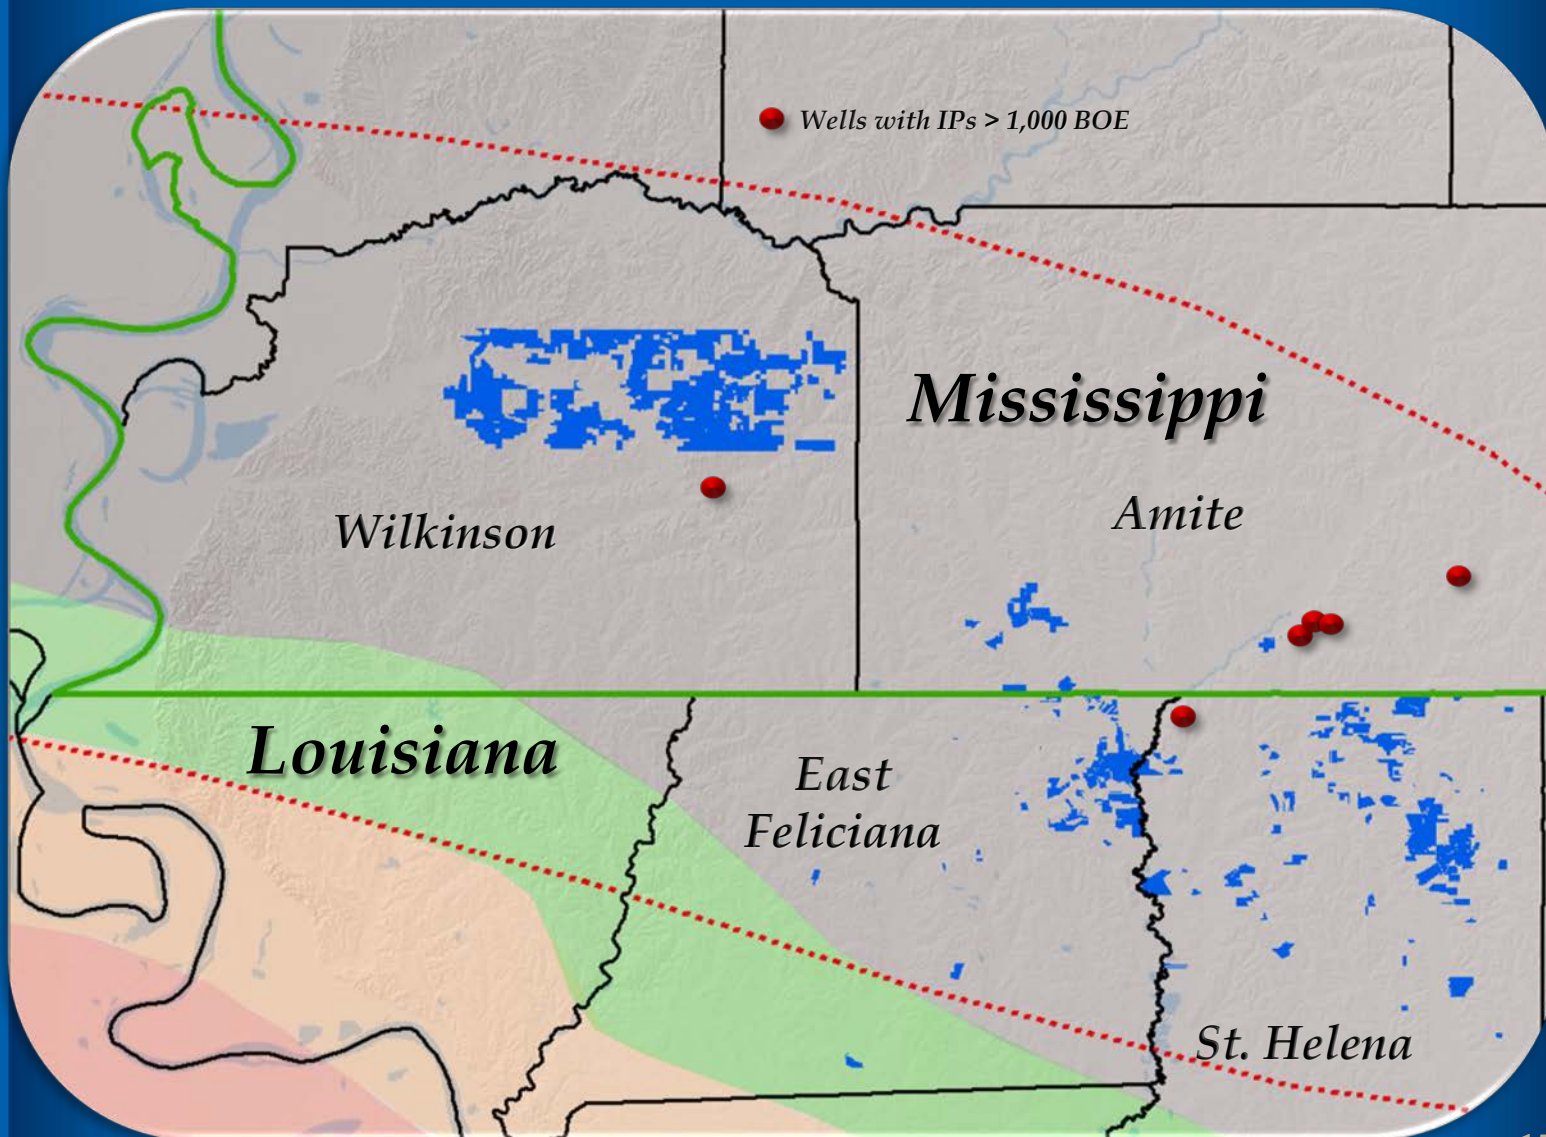 Wells with IPs > 1,000 BOE
Mississippi
Wilkinson
Amite
Louisiana
East
Feliciana
St. Helena